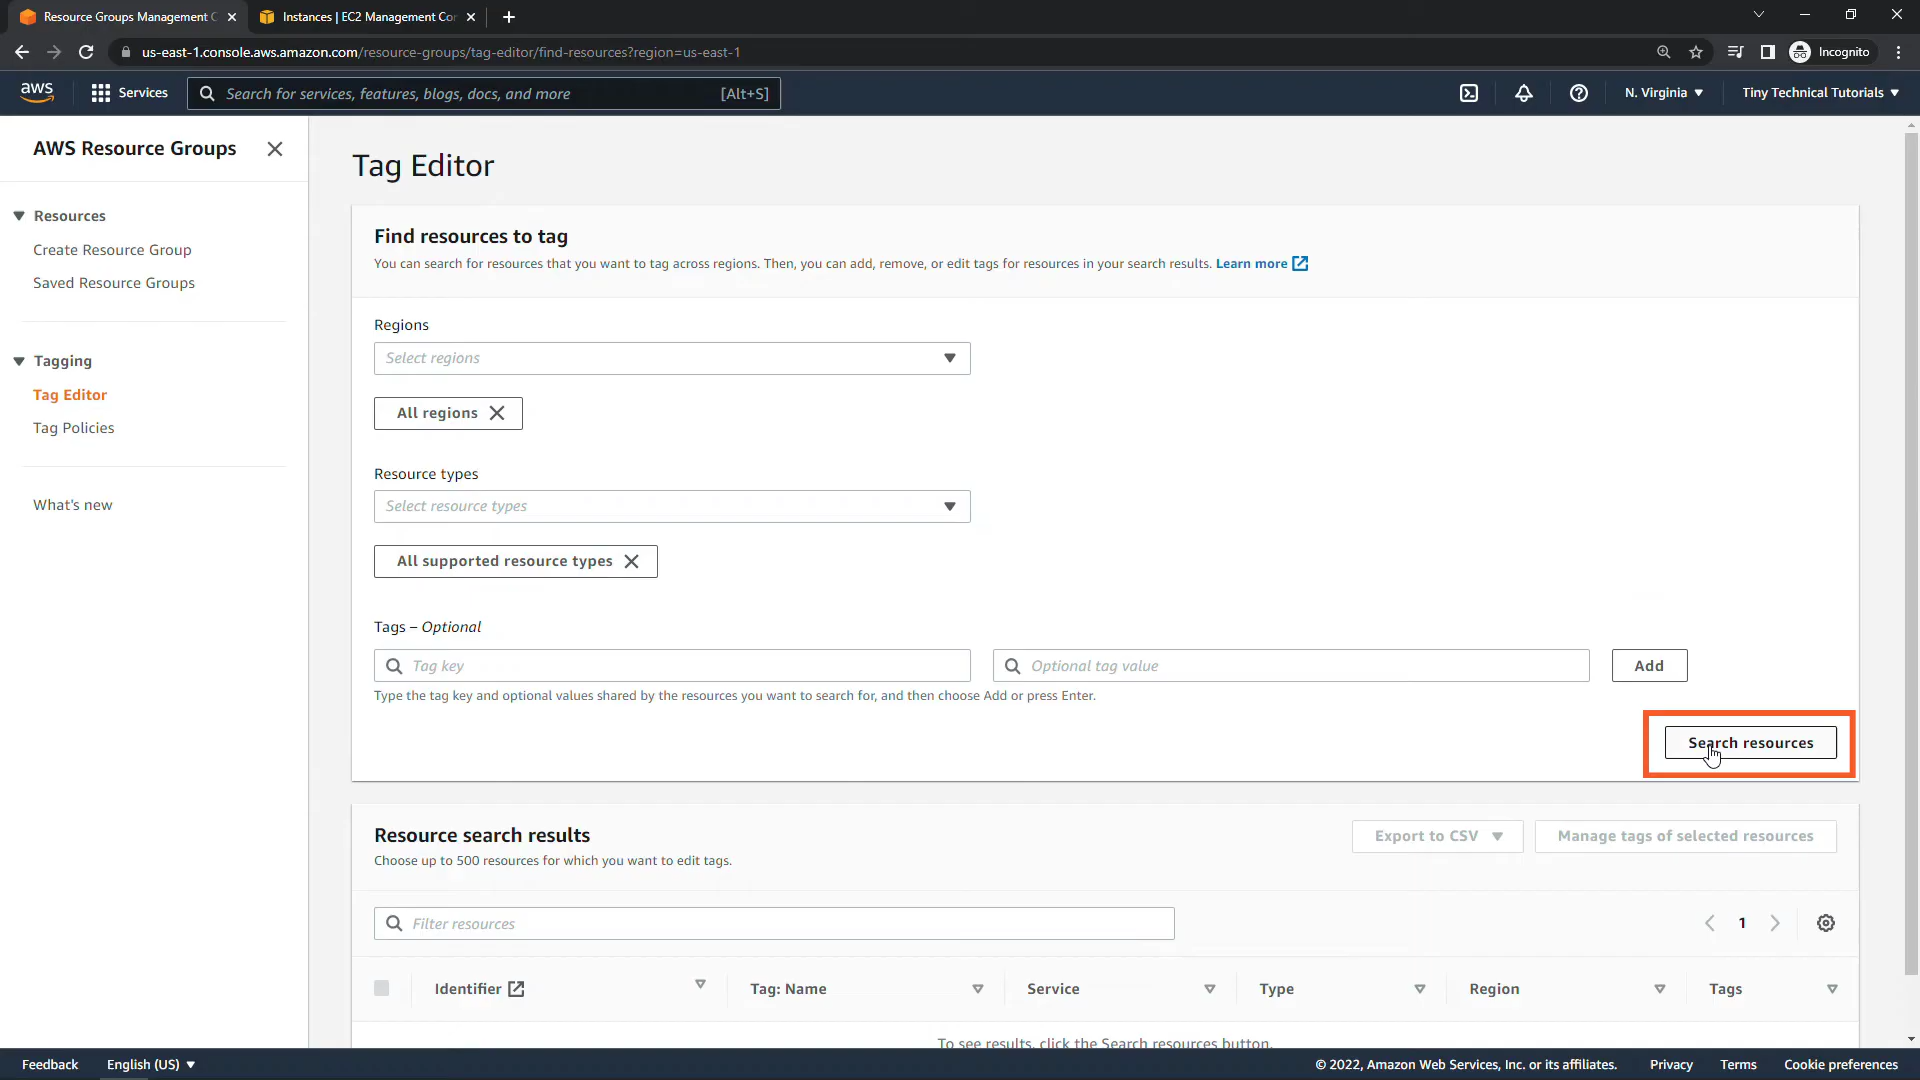 Resource Groups Management C
Instances | EC2 Management Con
us-east-1.console.aws.amazon.com/resource-groups/tag-editor/find-resources?region=us-east-1
Incognito
aws
Services
Search for services, features, blogs, docs, and more
[Alt+S]
N. Virginia
Tiny Technical Tutorials
AWS Resource Groups
Resources
Create Resource Group
Saved Resource Groups
Tagging
Tag Editor
Tag Policies
What's new
Tag Editor
Find resources to tag
You can search for resources that you want to tag across regions. Then, you can add, remove, or edit tags for resources in your search results. Learn more
Regions
Select regions
All regions
Resource types
Select resource types
All supported resource types
Tags – Optional
Tag key
Optional tag value
Add
Type the tag key and optional values shared by the resources you want to search for, and then choose Add or press Enter.
Search resources
Resource search results
Choose up to 500 resources for which you want to edit tags.
Export to CSV
Manage tags of selected resources
Filter resources
1
Identifier
Tag: Name
Service
Type
Region
Tags
To see results, click the Search resources button.
Feedback
English (US)
© 2022, Amazon Web Services, Inc. or its affiliates.
Privacy
Terms
Cookie preferences